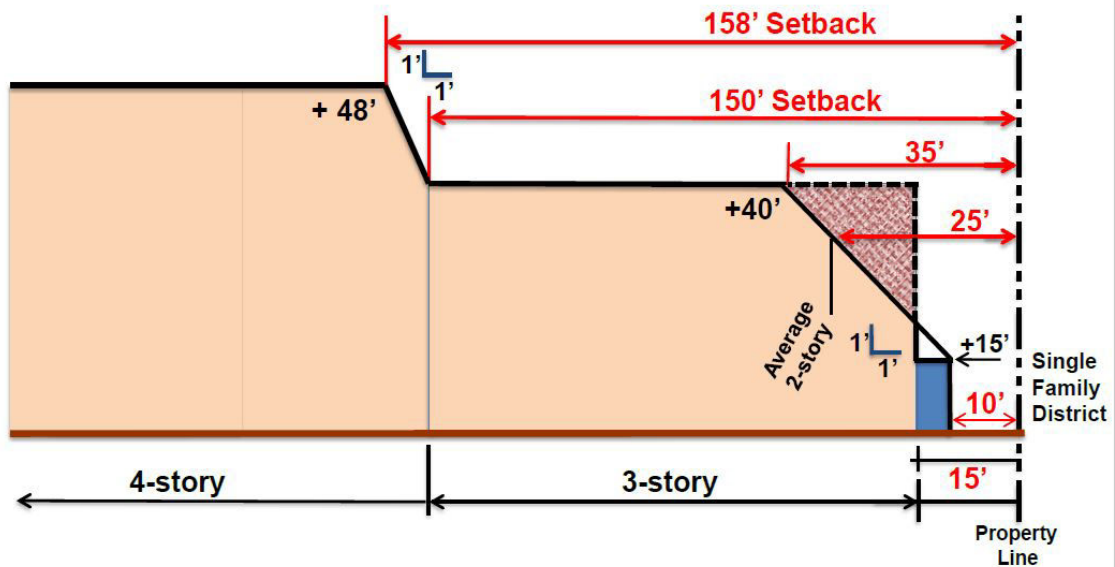 158’ Setback
1’
1’
+ 48’
150’ Setback
35’
+40’
25’
Average
2-story
1’
1’
+15’
Single
Family
District
10’
4-story
3-story
15’
Property
Line